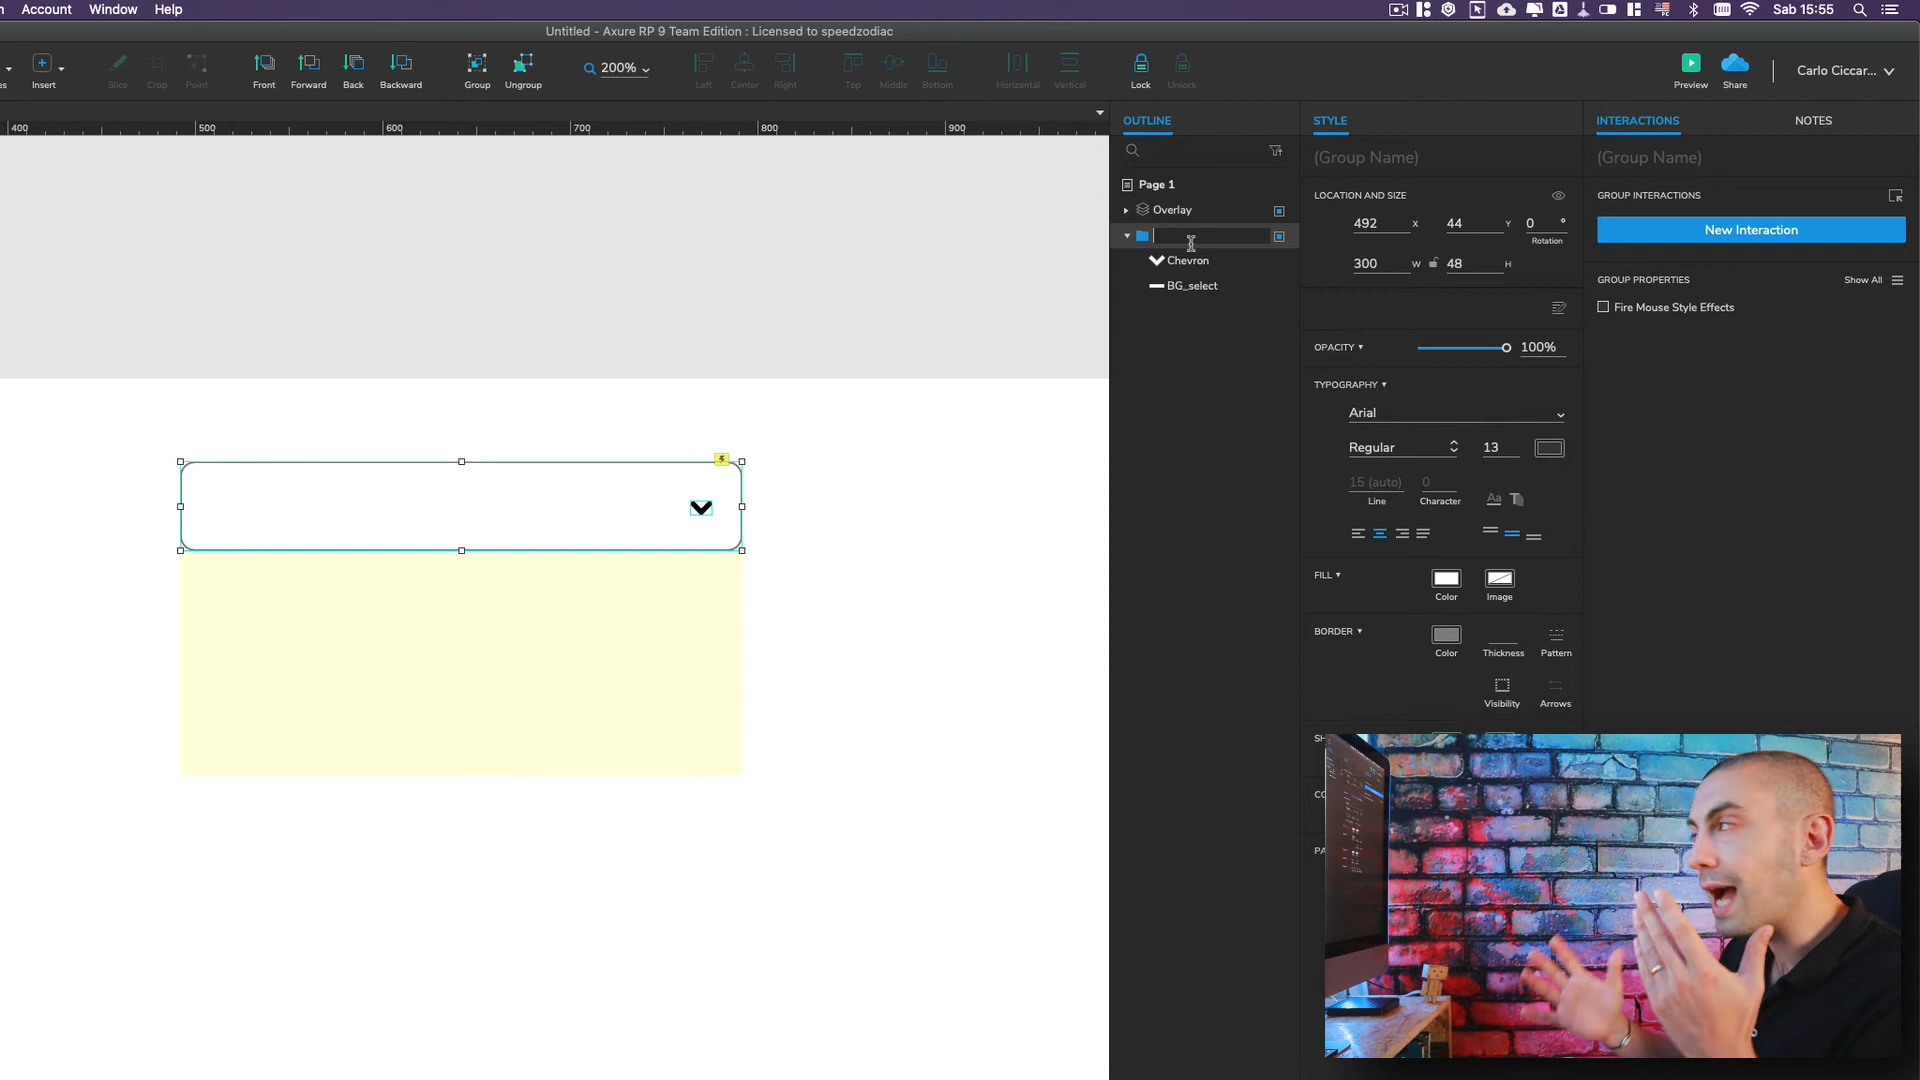 Account Window Help
Sab 15:55
Untitled - Axure RP 9 Team Edition : Licensed to speedzodiac
Insert Slice Crop Point Front Forward Back Backward Group Ungroup 200% Left Center Right Top Middle Bottom Horizontal Vertical Lock Unlock Preview Share Carlo Ciccar...
400 500 600 700 800 900
OUTLINE
Page 1
Overlay
Chevron
BG_select
STYLE
(Group Name)
LOCATION AND SIZE
492 X 44 Y 0 °
Rotation
300 W 48 H
OPACITY 100%
TYPOGRAPHY
Arial
Regular 13
15 (auto) 0
Line Character
FILL
Color Image
BORDER
Color Thickness Pattern
Visibility Arrows
SH
CO
PA
INTERACTIONS NOTES
(Group Name)
GROUP INTERACTIONS
New Interaction
GROUP PROPERTIES Show All
Fire Mouse Style Effects